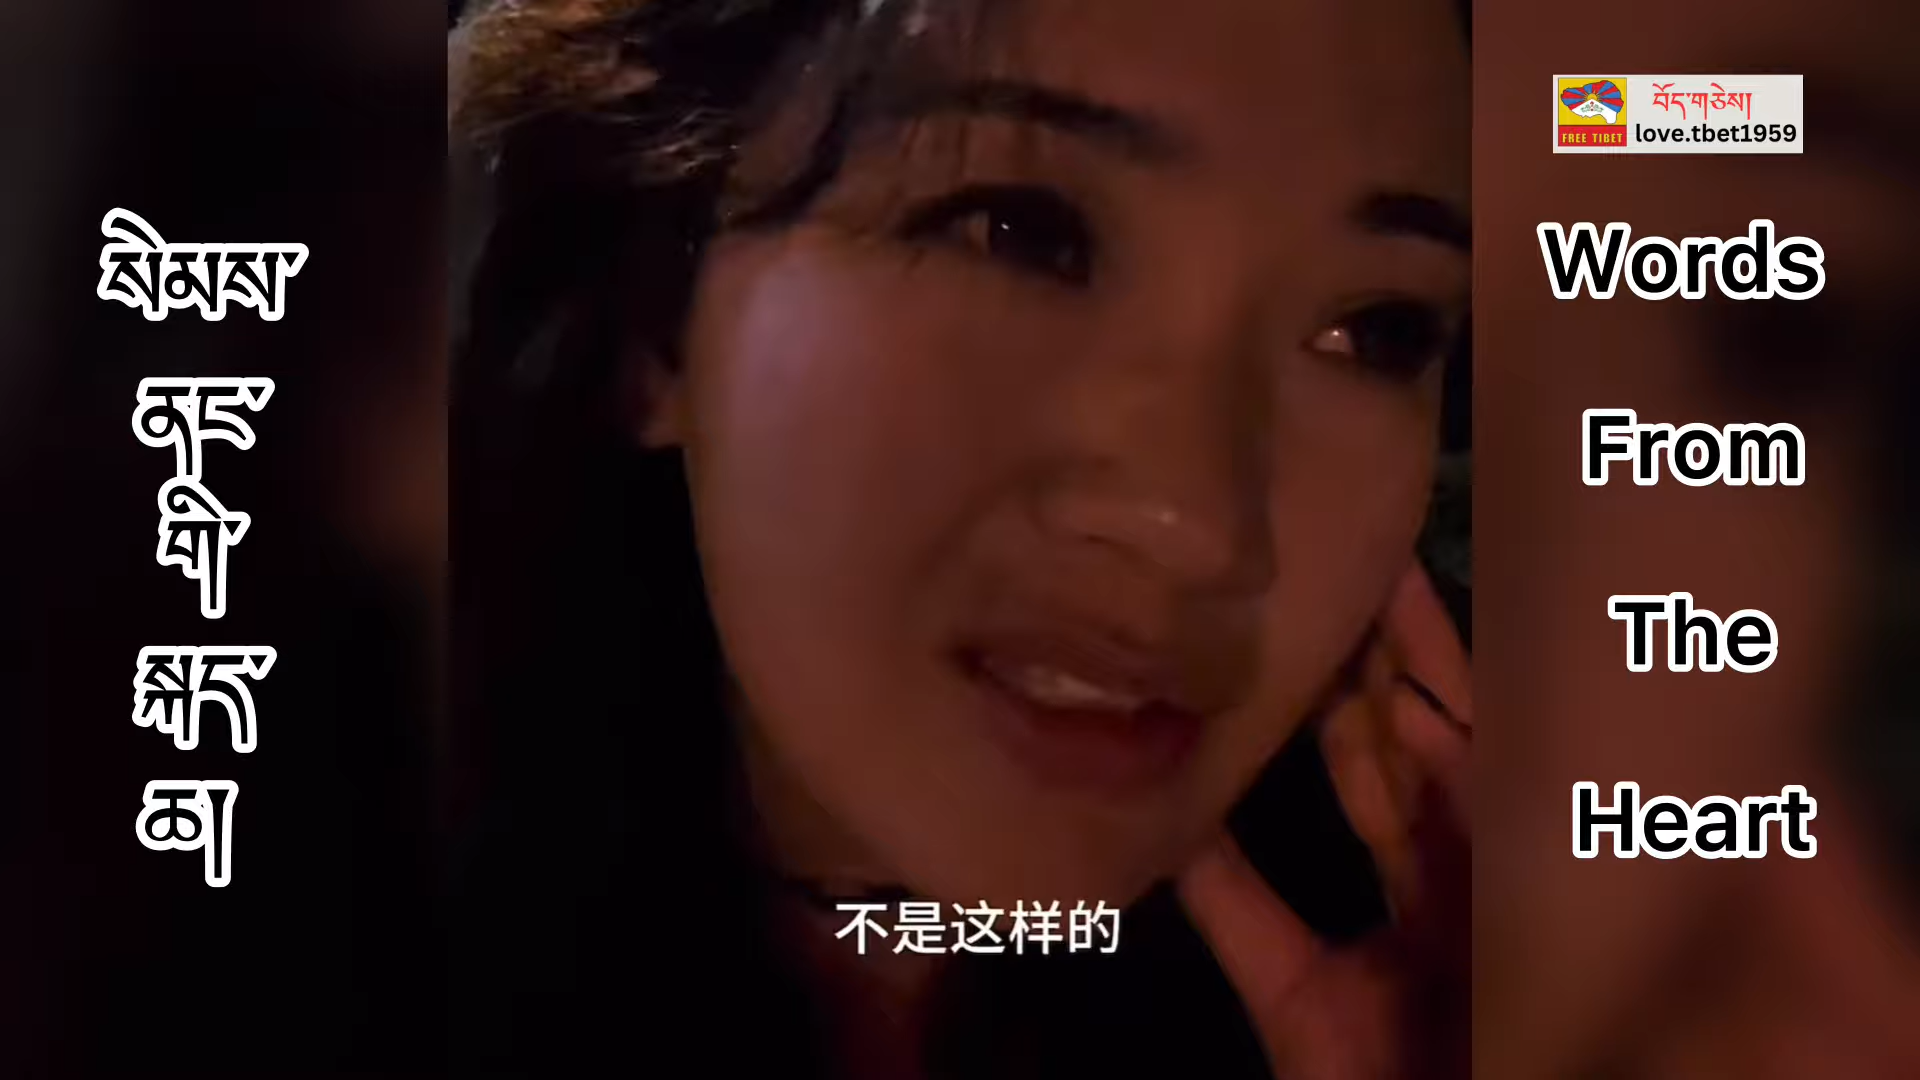 སེམས་
ནང་
གི་
སྐད་
ཆ།
FREE TIBET
བོད་གཅེས།
love.tbet1959
Words
From
The
Heart
不是这样的